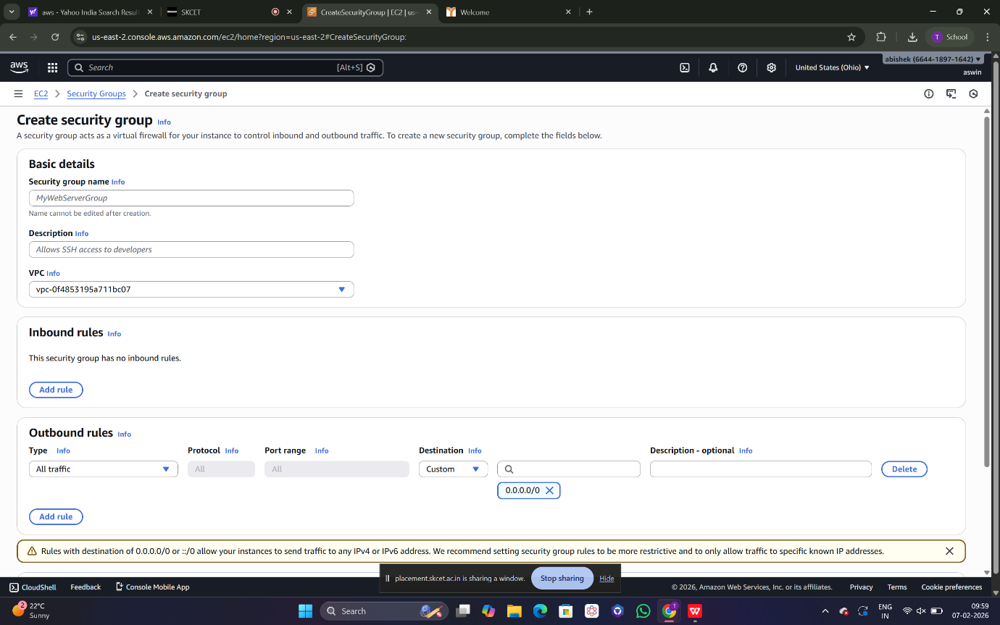 aws - Yahoo India Search Result
SKCET
CreateSecurityGroup | EC2 | us-
Welcome
us-east-2.console.aws.amazon.com/ec2/home?region=us-east-2#CreateSecurityGroup:
T School
aws
Search [Alt+S]
United States (Ohio)
abishek (6644-1897-1642)
aswin
EC2 > Security Groups > Create security group
Create security group Info
A security group acts as a virtual firewall for your instance to control inbound and outbound traffic. To create a new security group, complete the fields below.
Basic details
Security group name Info
MyWebServerGroup
Name cannot be edited after creation.
Description Info
Allows SSH access to developers
VPC Info
vpc-0f4853195a711bc07
Inbound rules Info
This security group has no inbound rules.
Add rule
Outbound rules Info
Type Info Protocol Info Port range Info Destination Info Description - optional Info
All traffic All All Custom Delete
0.0.0.0/0
Add rule
Rules with destination of 0.0.0.0/0 or ::/0 allow your instances to send traffic to any IPv4 or IPv6 address. We recommend setting security group rules to be more restrictive and to only allow traffic to specific known IP addresses.
placement.skcet.ac.in is sharing a window. Stop sharing Hide
CloudShell Feedback Console Mobile App © 2026, Amazon Web Services, Inc. or its affiliates. Privacy Terms Cookie preferences
2
22°C
Sunny
Search
T
ENG
IN
09:59
07-02-2026